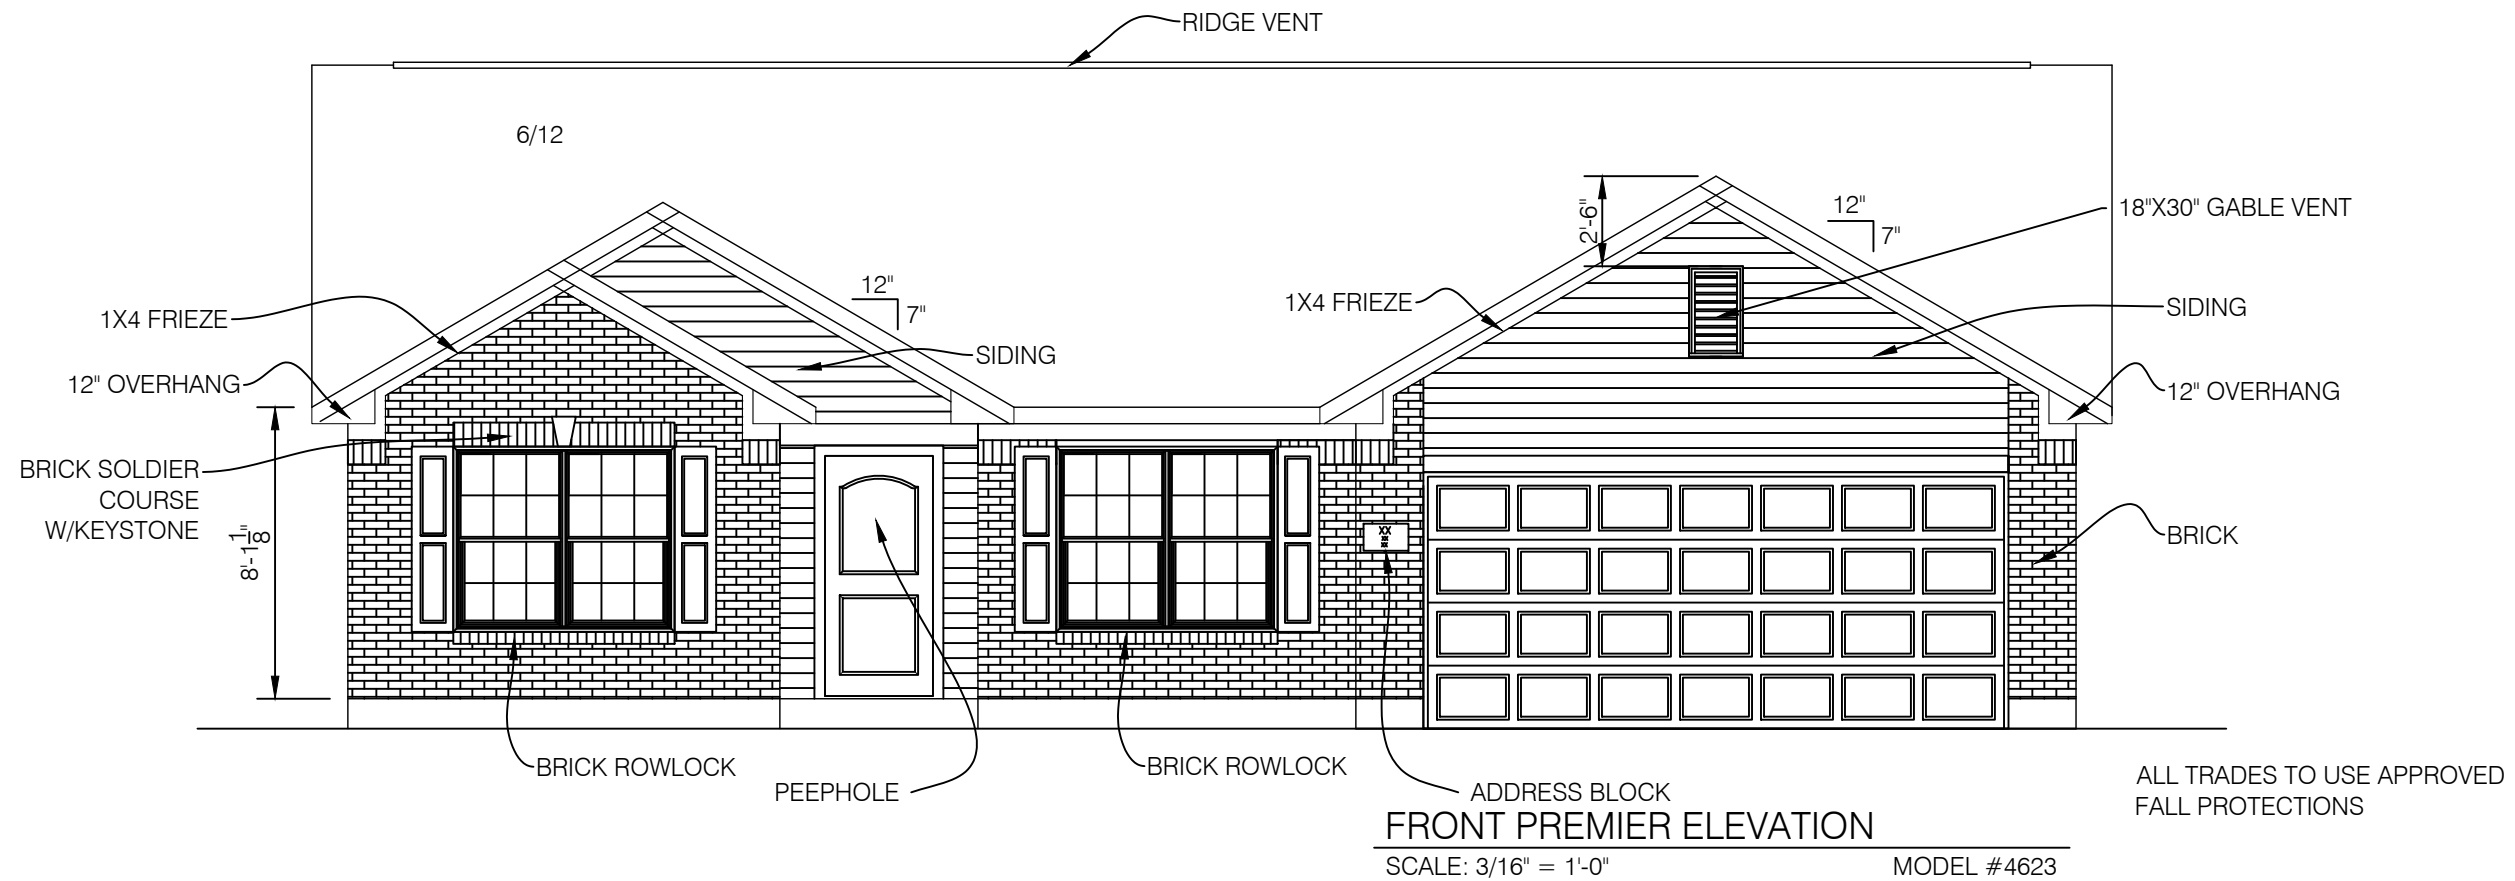 RIDGE VENT
6/12
12"
7"
2'-6"
18"X30" GABLE VENT
12"
7"
1X4 FRIEZE
1X4 FRIEZE
SIDING
SIDING
12" OVERHANG
12" OVERHANG
BRICK SOLDIER
COURSE
W/KEYSTONE
8'-1 1/8"
XX
BRICK
BRICK ROWLOCK
PEEPHOLE
BRICK ROWLOCK
ADDRESS BLOCK
ALL TRADES TO USE APPROVED
FALL PROTECTIONS
FRONT PREMIER ELEVATION
SCALE: 3/16" = 1'-0"
MODEL #4623